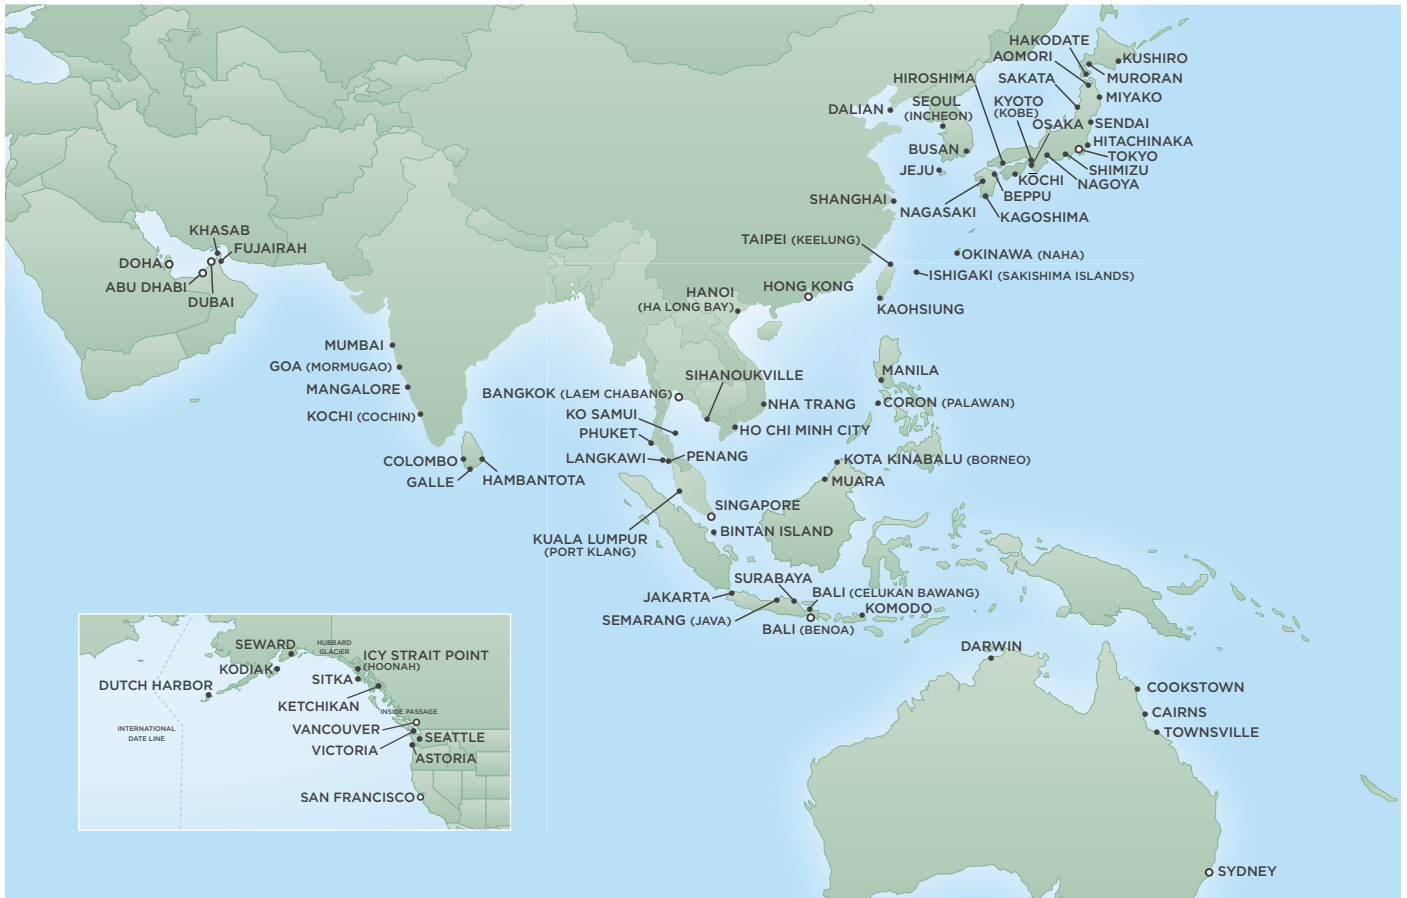 HAKODATE
AOMORI
KUSHIRO
HIROSHIMA
SAKATA
MURORAN
DALIAN
SEOUL
(INCHEON)
KYOTO
(KOBE)
MIYAKO
OSAKA
SENDAI
HITACHINAKA
BUSAN
TOKYO
JEJU
SHIMIZU
KŌCHI
NAGOYA
BEPPU
SHANGHAI
NAGASAKI
KAGOSHIMA
KHASAB
FUJAIRAH
TAIPEI (KEELUNG)
OKINAWA (NAHA)
DOHA
ISHIGAKI (SAKISHIMA ISLANDS)
ABU DHABI
DUBAI
HANOI
(HA LONG BAY)
HONG KONG
KAOHSIUNG
MUMBAI
GOA (MORMUGAO)
MANGALORE
KOCHI (COCHIN)
SIHANOUKVILLE
MANILA
BANGKOK (LAEM CHABANG)
NHA TRANG
CORON (PALAWAN)
KO SAMUI
PHUKET
HO CHI MINH CITY
LANGKAWI
PENANG
KOTA KINABALU (BORNEO)
COLOMBO
GALLE
HAMBANTOTA
MUARA
SINGAPORE
BINTAN ISLAND
KUALA LUMPUR
(PORT KLANG)
SURABAYA
JAKARTA
BALI (CELUKAN BAWANG)
KOMODO
SEMARANG (JAVA)
BALI (BENOA)
DARWIN
COOKSTOWN
CAIRNS
TOWNSVILLE
SYDNEY
SEWARD
HUBBARD
GLACIER
ICY STRAIT POINT
(HOONAH)
KODIAK
SITKA
DUTCH HARBOR
KETCHIKAN
INSIDE PASSAGE
INTERNATIONAL
DATE LINE
VANCOUVER
SEATTLE
VICTORIA
ASTORIA
SAN FRANCISCO